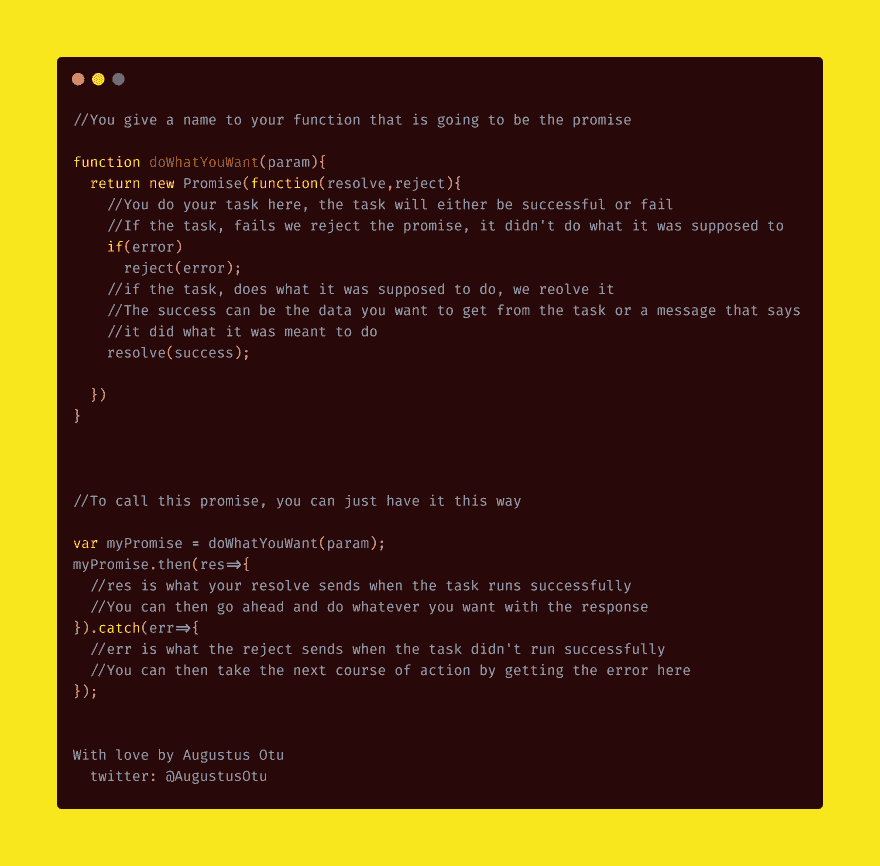 //You give a name to your function that is going to be the promise
function doWhatYouWant(param){
return new Promise(function(resolve,reject){
//You do your task here, the task will either be successful or fail
//If the task, fails we reject the promise, it didn't do what it was supposed to
if(error)
reject(error);
//if the task, does what it was supposed to do, we reolve it
//The success can be the data you want to get from the task or a message that says
//it did what it was meant to do
resolve(success);
})
}
//To call this promise, you can just have it this way
var myPromise = doWhatYouWant(param);
myPromise.then(res=>{
//res is what your resolve sends when the task runs successfully
//You can then go ahead and do whatever you want with the response
}).catch(err=>{
//err is what the reject sends when the task didn't run successfully
//You can then take the next course of action by getting the error here
});
With love by Augustus Otu
twitter: @AugustusOtu